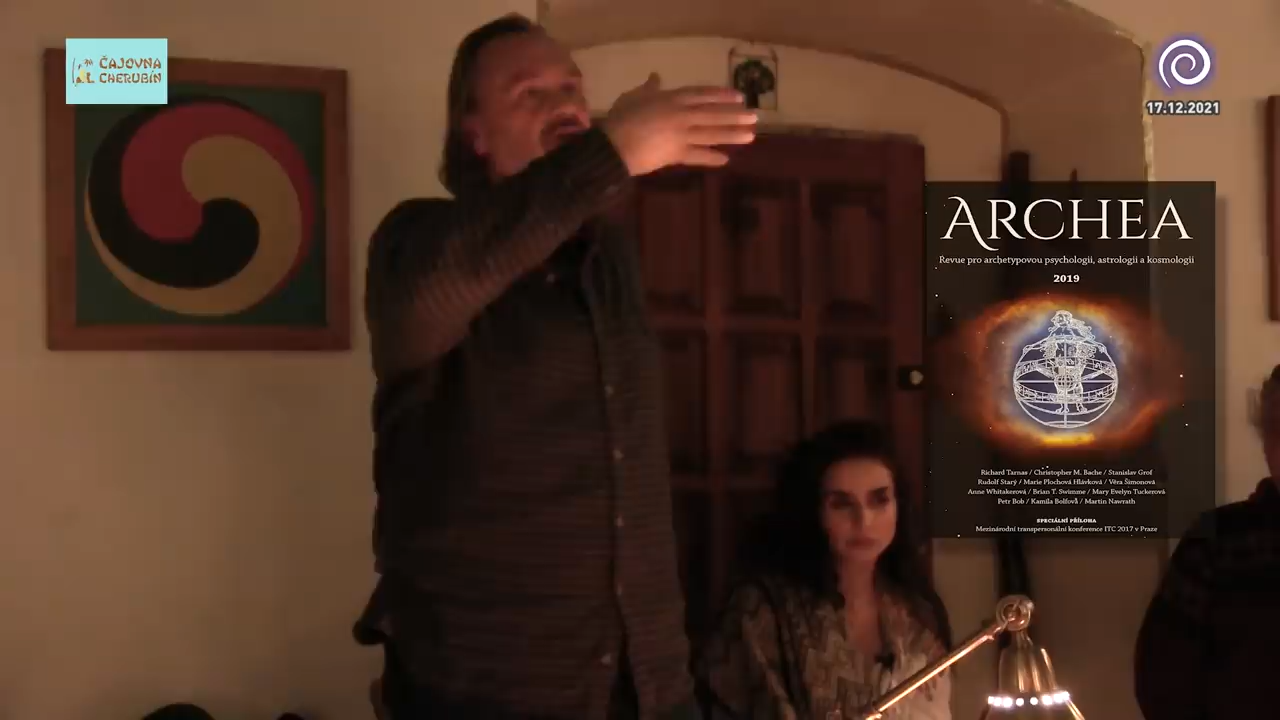 ČAJOVNA
CHERUBÍN
17.12.2021
ARCHEA
Revue pro archetypovou psychologii, astrologii a kosmologii
2019
Richard Tarnas / Christopher M. Bache / Stanislav Grof
Rudolf Starý / Marie Plochová Hlávková / Věra Šimonová
Anne Whitakerová / Brian T. Swimme / Mary Evelyn Tuckerová
Petr Bob / Kamila Bolfová / Martin Nawrath
SPECIÁLNÍ PŘÍLOHA
Mezinárodní transpersonální konference ITC 2017 v Praze